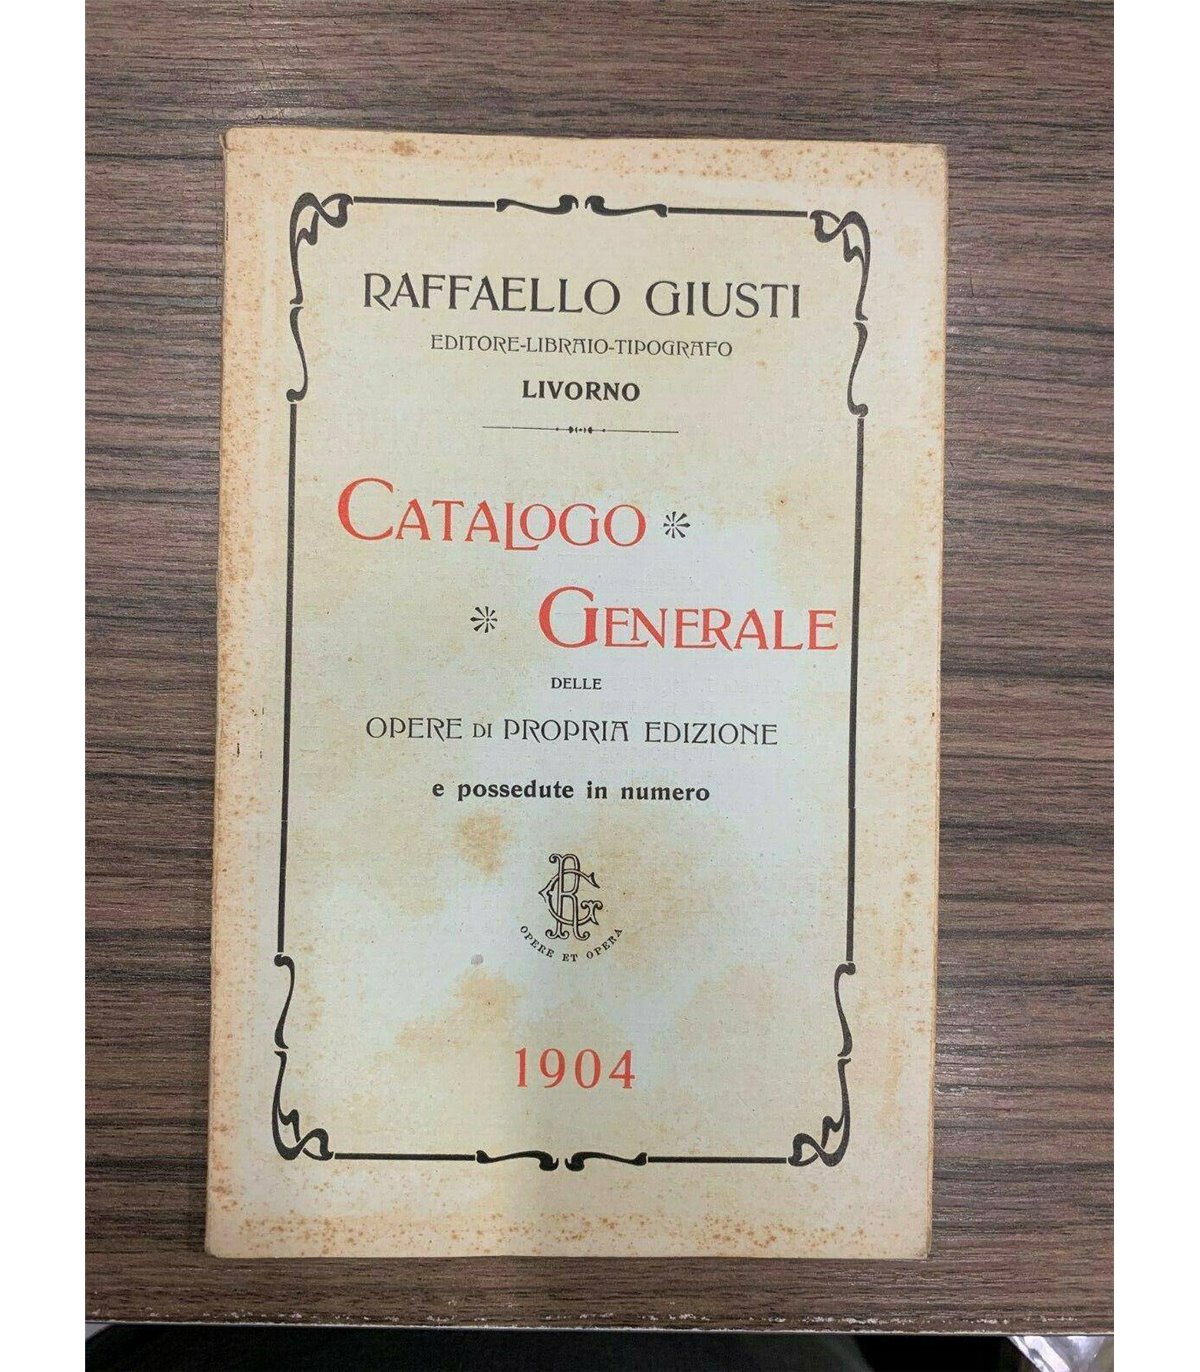 RAFFAELLO GIUSTI
EDITORE-LIBRAIO-TIPOGRAFO
LIVORNO
CATALOGO
GENERALE
DELLE
OPERE DI PROPRIA EDIZIONE
e possedute in numero
RG
OPERE ET OPERA
1904